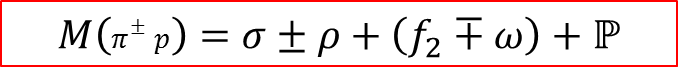 M(π± p) = σ ± ρ + (f₂ ∓ ω) + ℙ